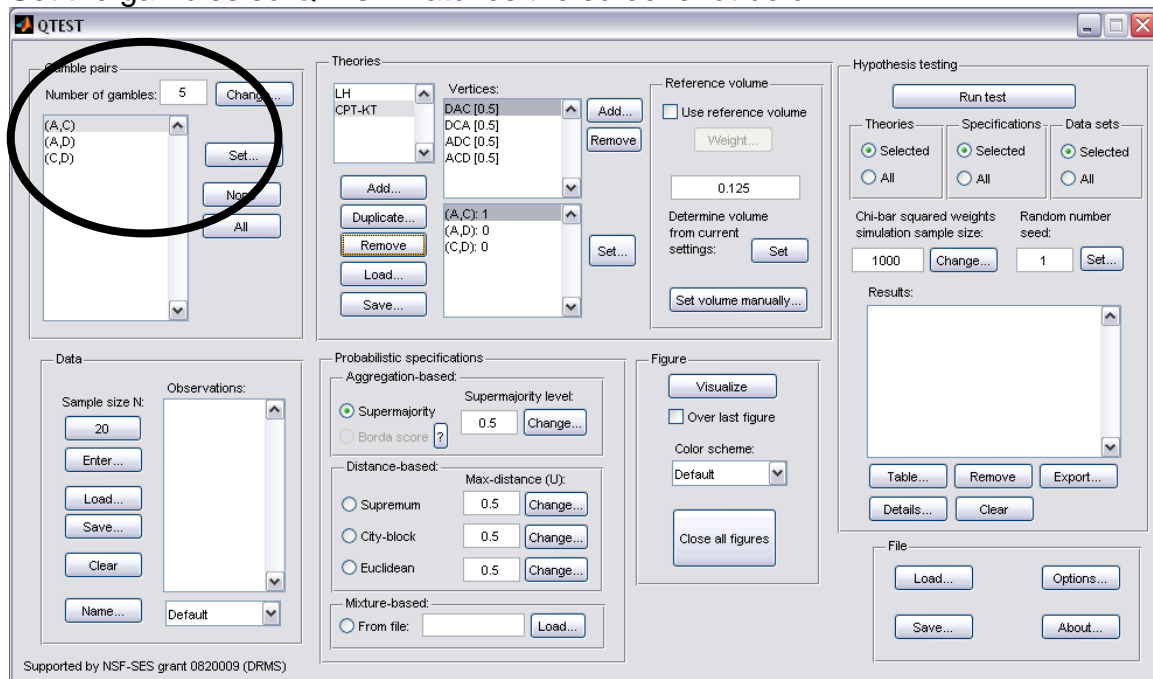 QTEST
Gamble pairs
Number of gambles: 5 Change...
(A,C)
(A,D)
(C,D)
Set...
None
All
Theories
LH
CPT-KT
Add...
Duplicate...
Remove
Load...
Save...
Vertices:
DAC [0.5]
DCA [0.5]
ADC [0.5]
ACD [0.5]
Add...
Remove
(A,C): 1
(A,D): 0
(C,D): 0
Set...
Reference volume
Use reference volume
Weight...
0.125
Determine volume
from current
settings: Set
Set volume manually...
Hypothesis testing
Run test
Theories
Selected
All
Specifications
Selected
All
Data sets
Selected
All
Chi-bar squared weights
simulation sample size:
1000 Change...
Random number
seed:
1 Set...
Results:
Table... Remove Export...
Details... Clear
Data
Sample size N:
20
Enter...
Load...
Save...
Clear
Name... Default
Observations:
Probabilistic specifications
Aggregation-based:
Supermajority level:
Supermajority 0.5 Change...
Borda score ?
Distance-based:
Max-distance (U):
Supremum 0.5 Change...
City-block 0.5 Change...
Euclidean 0.5 Change...
Mixture-based:
From file: Load...
Figure
Visualize
Over last figure
Color scheme:
Default
Close all figures
File
Load... Options...
Save... About...
Supported by NSF-SES grant 0820009 (DRMS)